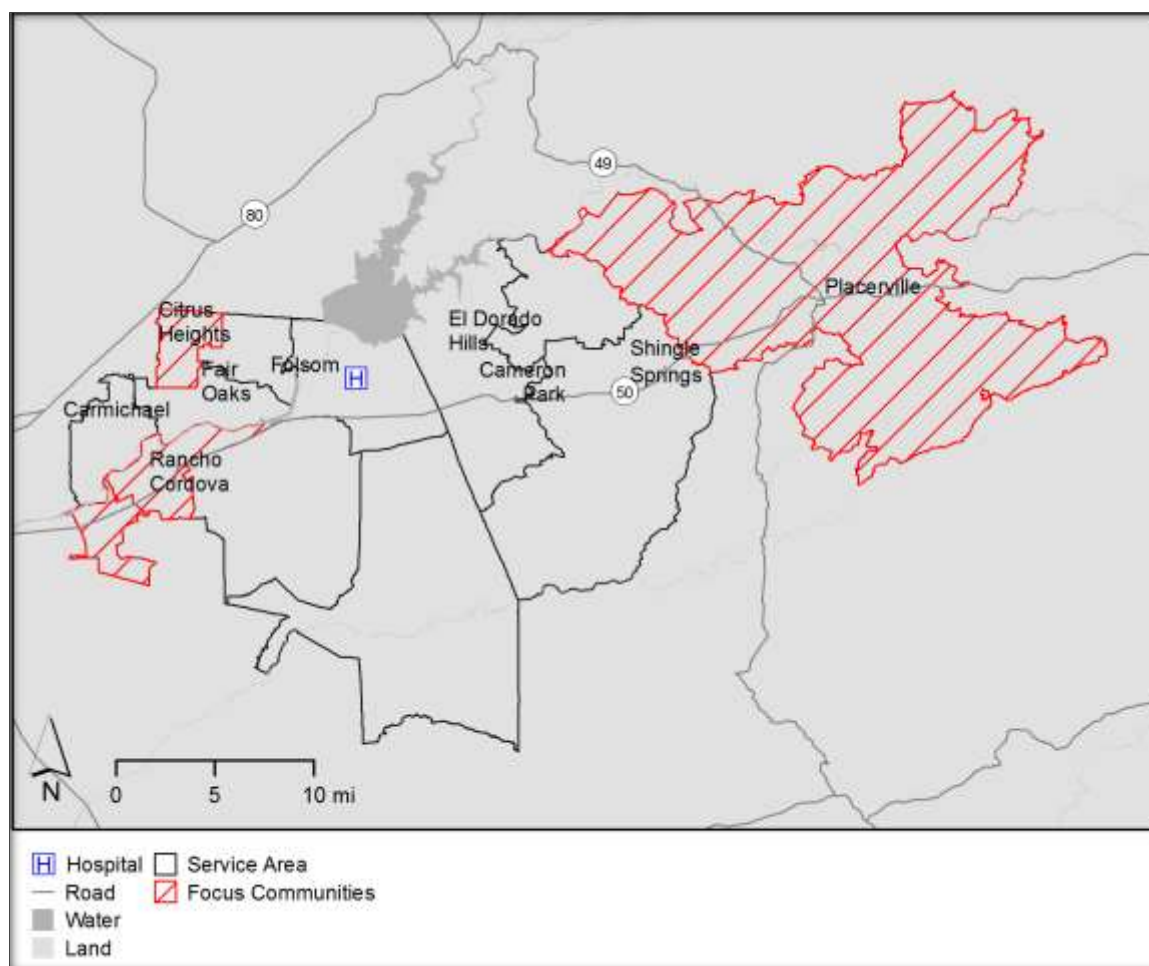 49
80
Placerville
Citrus
Heights
El Dorado
Hills
Shingle
Springs
Folsom
H
Fair
Oaks
Cameron
Park
50
Carmichael
Rancho
Cordova
N
0 5 10 mi
H Hospital Service Area
Road Focus Communities
Water
Land